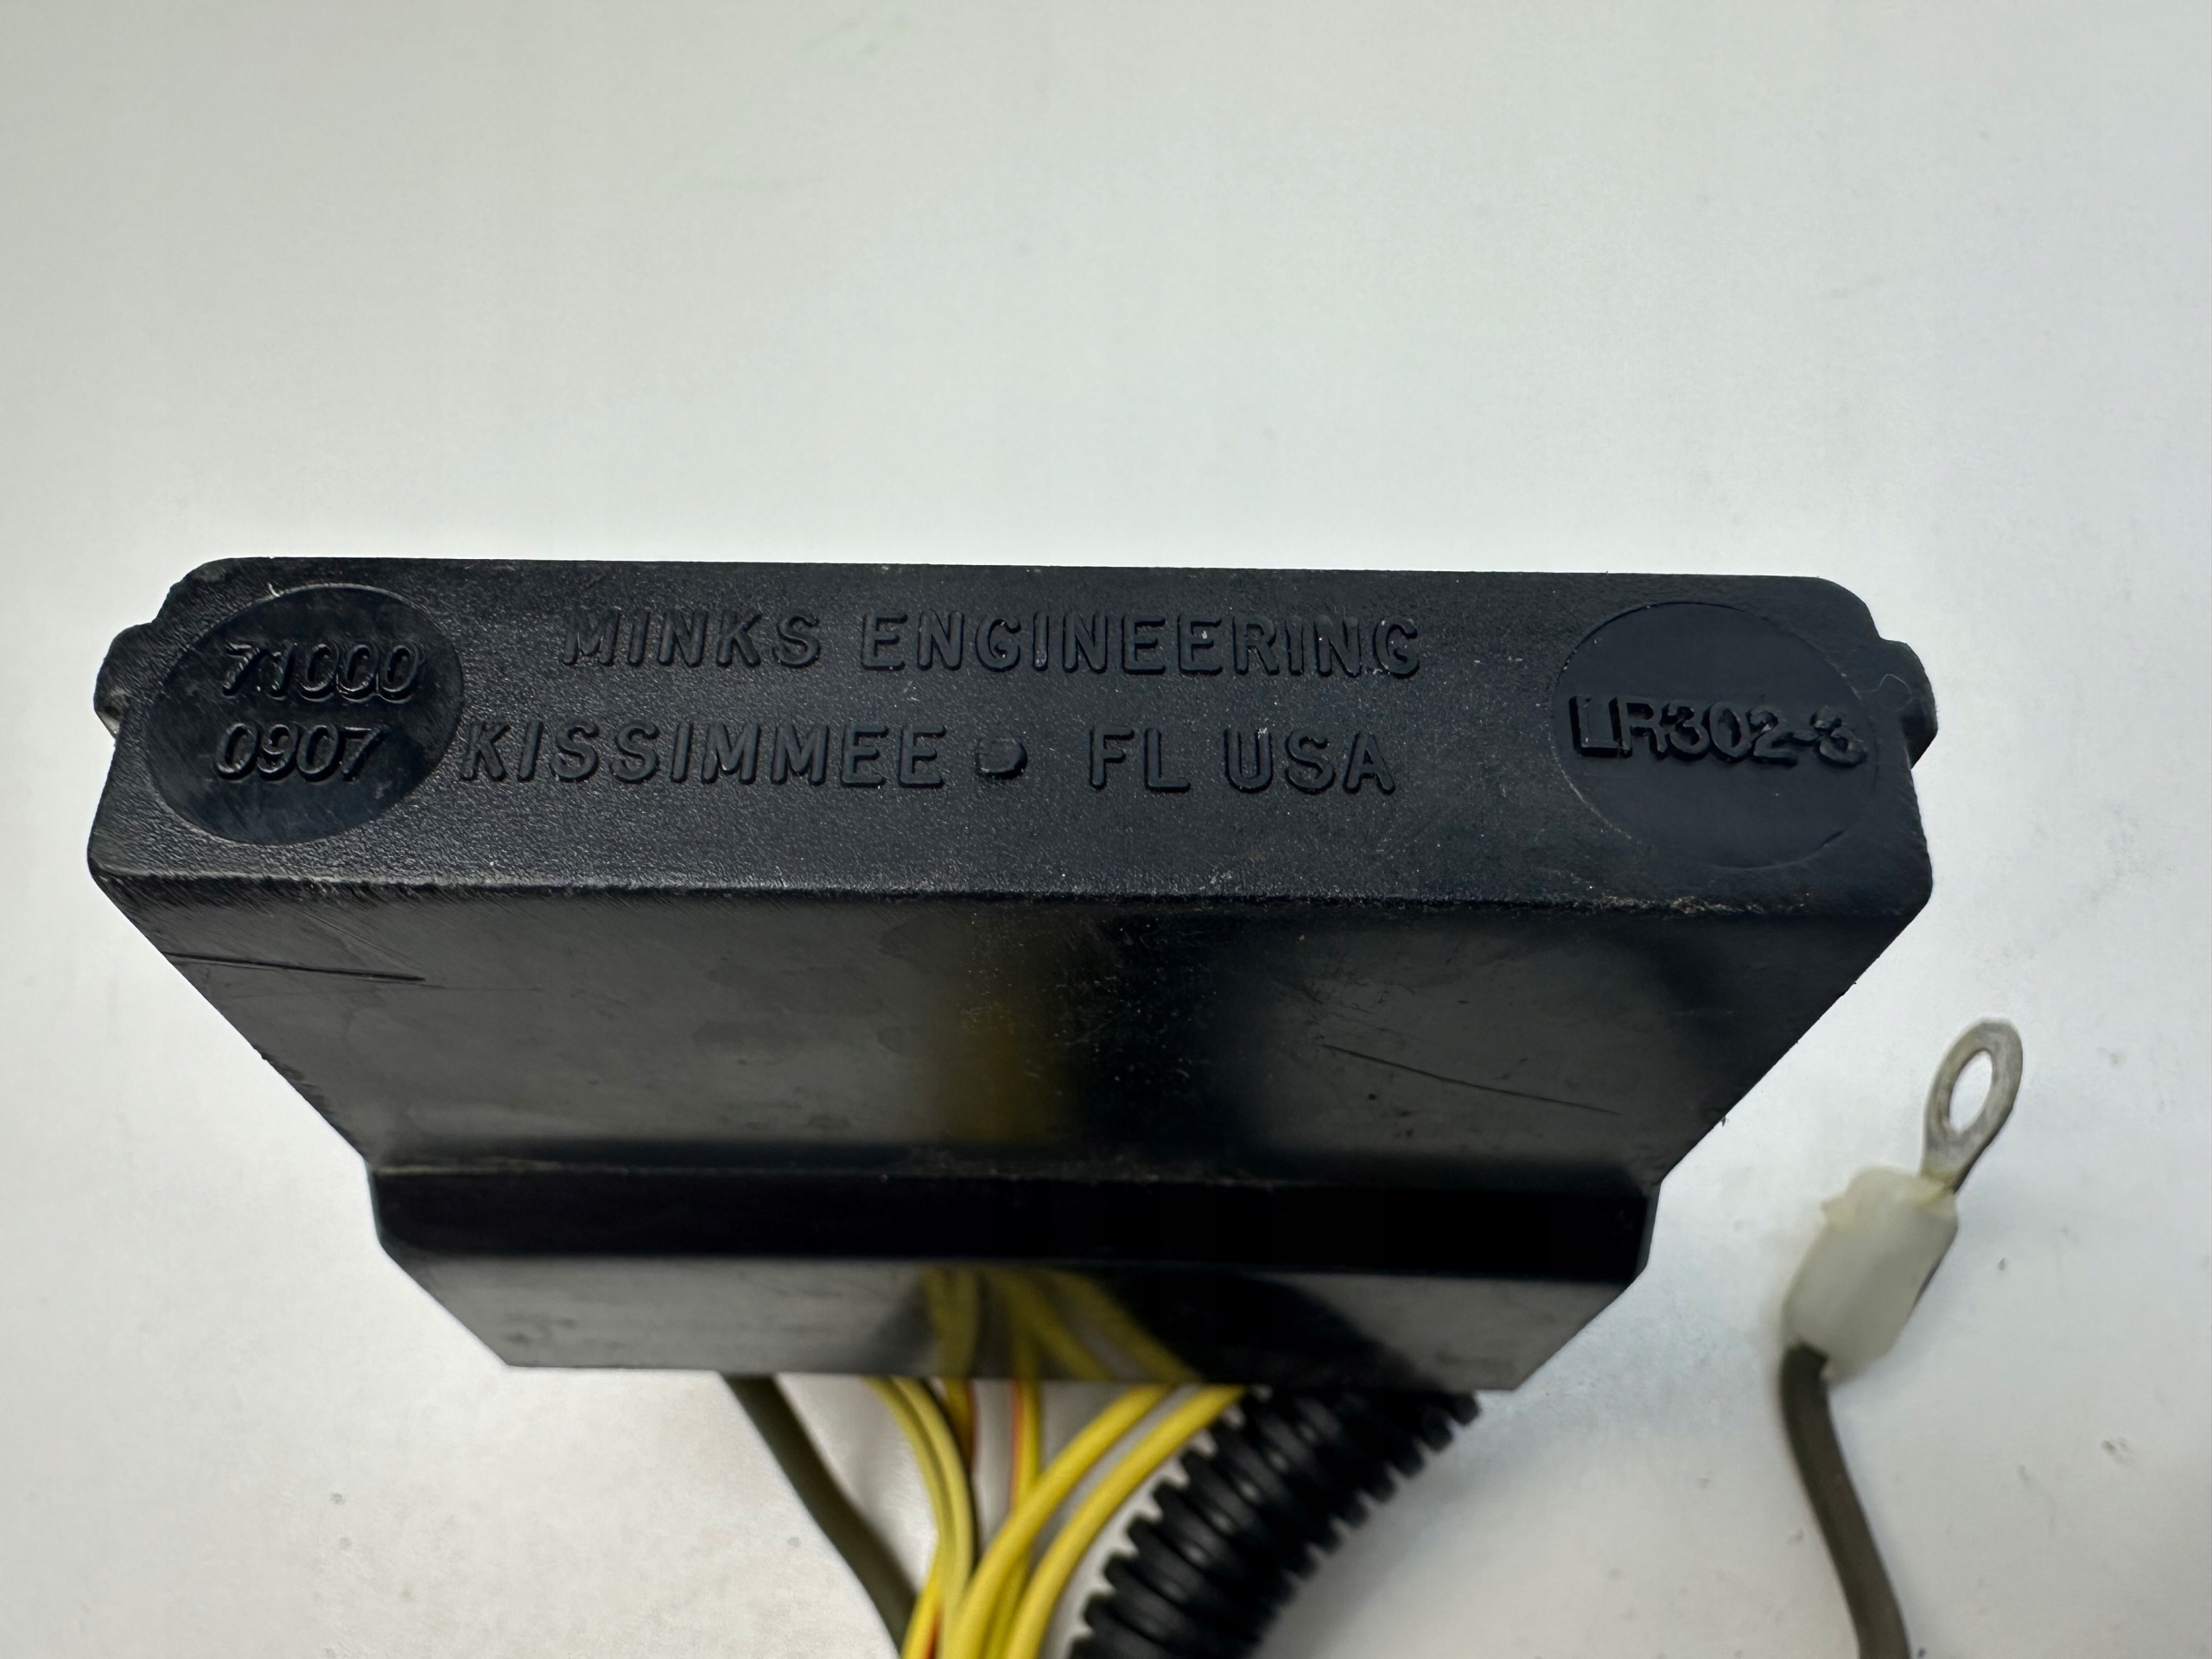 71000
0907
MINKS ENGINEERING
KISSIMMEE • FL USA
LR302-3